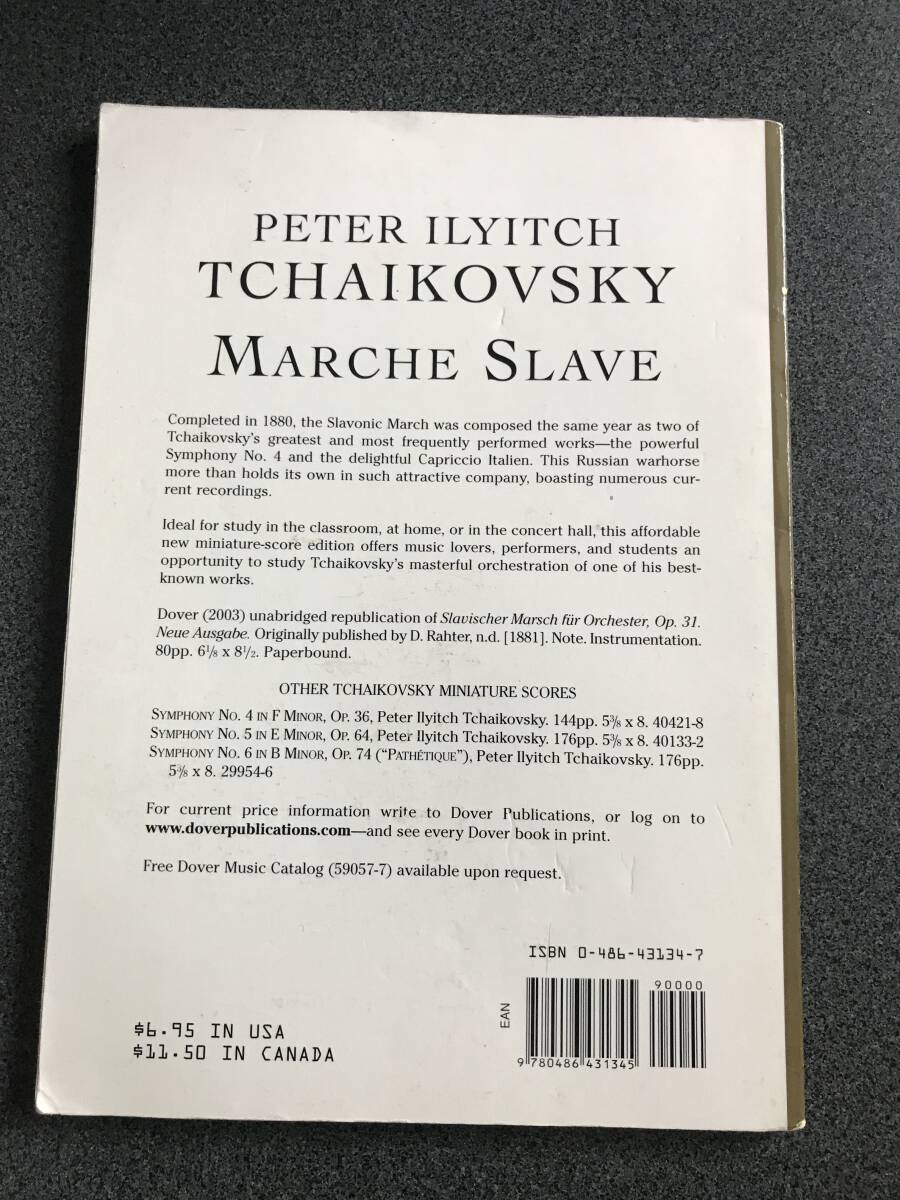 PETER ILYITCH
TCHAIKOVSKY
MARCHE SLAVE
Completed in 1880, the Slavonic March was composed the same year as two of
Tchaikovsky's greatest and most frequently performed works—the powerful
Symphony No. 4 and the delightful Capriccio Italien. This Russian warhorse
more than holds its own in such attractive company, boasting numerous cur-
rent recordings.
Ideal for study in the classroom, at home, or in the concert hall, this affordable
new miniature-score edition offers music lovers, performers, and students an
opportunity to study Tchaikovsky's masterful orchestration of one of his best-
known works.
Dover (2003) unabridged republication of Slavischer Marsch für Orchester, Op. 31.
Neue Ausgabe. Originally published by D. Rahter, n.d. [1881]. Note. Instrumentation.
80pp. 6⅛ x 8½. Paperbound.
OTHER TCHAIKOVSKY MINIATURE SCORES
SYMPHONY NO. 4 IN F MINOR, OP. 36, Peter Ilyitch Tchaikovsky. 144pp. 5⅜ x 8. 40421-8
SYMPHONY NO. 5 IN E MINOR, OP. 64, Peter Ilyitch Tchaikovsky. 176pp. 5⅜ x 8. 40133-2
SYMPHONY NO. 6 IN B MINOR, OP. 74 ("PATHÉTIQUE"), Peter Ilyitch Tchaikovsky. 176pp.
5⅜ x 8. 29954-6
For current price information write to Dover Publications, or log on to
www.doverpublications.com—and see every Dover book in print.
Free Dover Music Catalog (59057-7) available upon request.
ISBN 0-486-43134-7
90000
EAN
9 780486 431345
$6.95 IN USA
$11.50 IN CANADA